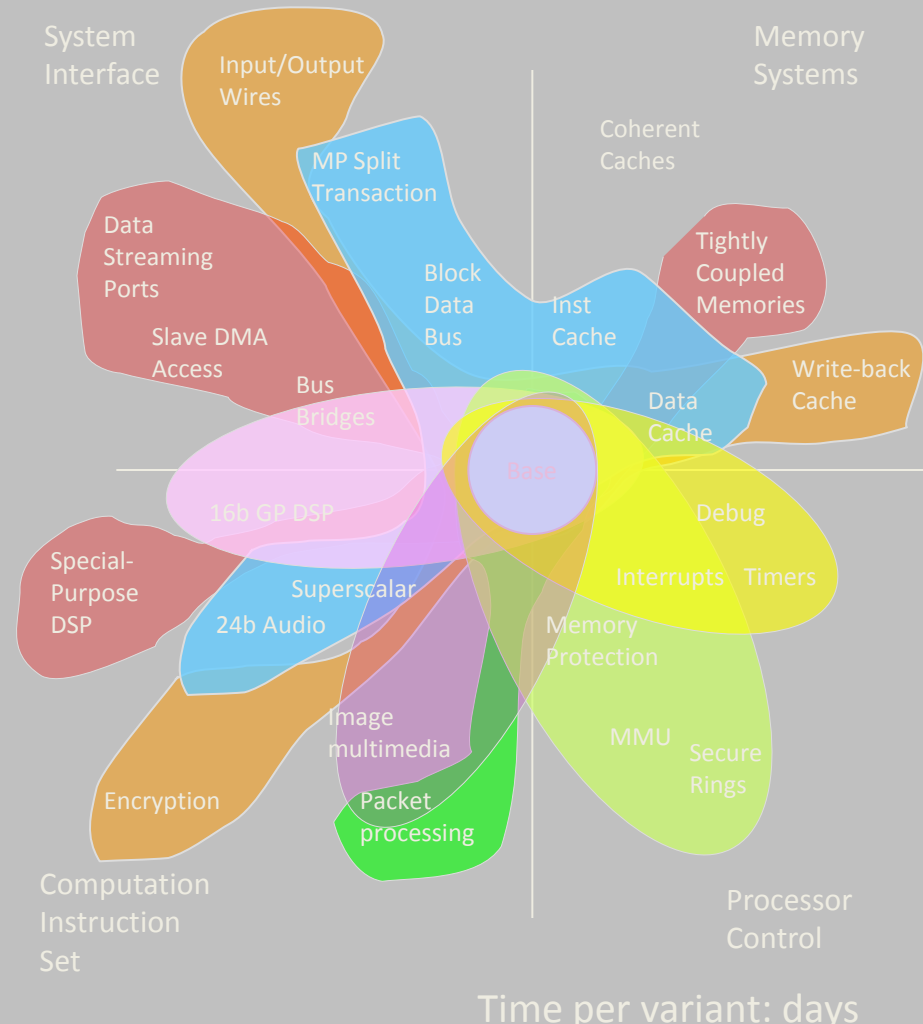 System
Interface
Memory
Systems
Input/Output
Wires
Coherent
Caches
MP Split
Transaction
Data
Streaming
Ports
Tightly
Coupled
Memories
Block
Data
Bus
Inst
Cache
Slave DMA
Access
Write-back
Cache
Bus
Bridges
Data
Cache
Base
16b GP DSP
Debug
Special-
Purpose
DSP
Superscalar
Interrupts
Timers
24b Audio
Memory
Protection
Image
multimedia
MMU
Secure
Rings
Encryption
Packet
processing
Computation
Instruction
Set
Processor
Control
Time per variant: days